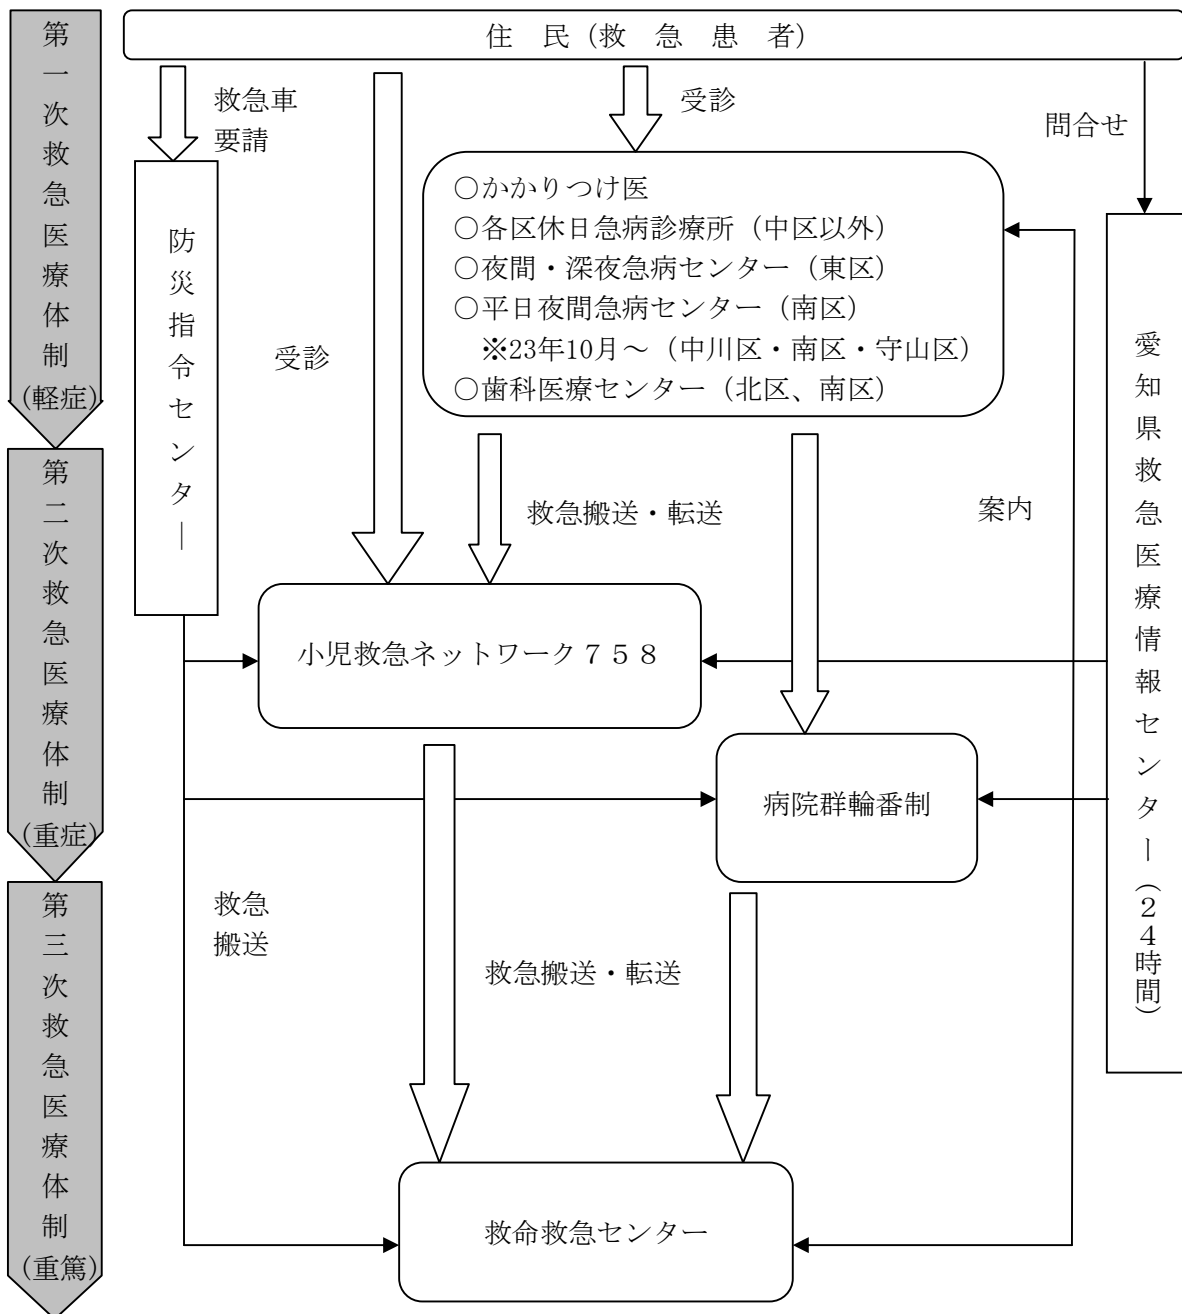 住 民（救 急 患 者）
第一次救急医療体制
（軽症）
救急車
要請
受診
受診
問合せ
防災指令センター
○かかりつけ医
○各区休日急病診療所（中区以外）
○夜間・深夜急病センター（東区）
○平日夜間急病センター（南区）
※23年10月～（中川区・南区・守山区）
○歯科医療センター（北区、南区）
愛知県救急医療情報センター（２４時間）
第二次救急医療体制
（重症）
救急搬送・転送
案内
小児救急ネットワーク７５８
病院群輪番制
第三次救急医療体制
（重篤）
救急
搬送
救急搬送・転送
救命救急センター